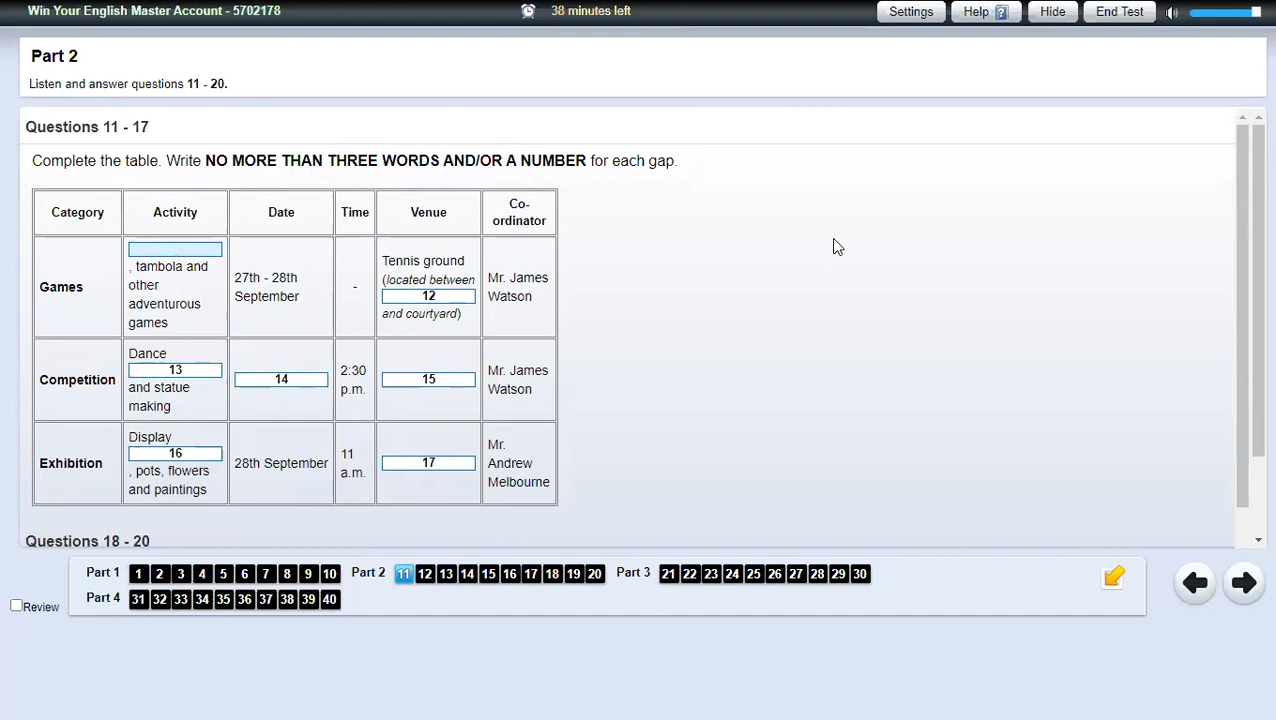 Win Your English Master Account - 5702178
38 minutes left
Settings
Help ?
Hide
End Test
Part 2
Listen and answer questions 11 - 20.
Questions 11 - 17
Complete the table. Write NO MORE THAN THREE WORDS AND/OR A NUMBER for each gap.
Category
Activity
Date
Time
Venue
Co-
ordinator
Games
, tambola and
other
adventurous
games
27th - 28th
September
-
Tennis ground
(located between
12
and courtyard)
Mr. James
Watson
Competition
Dance
13
and statue
making
14
2:30
p.m.
15
Mr. James
Watson
Exhibition
Display
16
, pots, flowers
and paintings
28th September
11
a.m.
17
Mr.
Andrew
Melbourne
Questions 18 - 20
Part 1 1 2 3 4 5 6 7 8 9 10 Part 2 11 12 13 14 15 16 17 18 19 20 Part 3 21 22 23 24 25 26 27 28 29 30
Part 4 31 32 33 34 35 36 37 38 39 40
Review